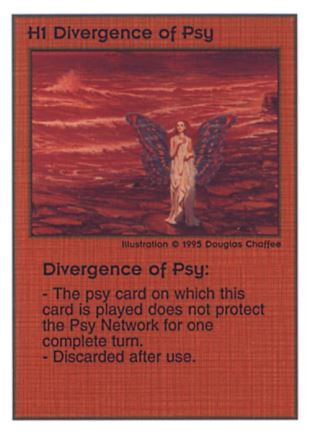 H1 Divergence of Psy
Illustration © 1995 Douglas Chaffee
Divergence of Psy:
- The psy card on which this
card is played does not protect
the Psy Network for one
complete turn.
- Discarded after use.